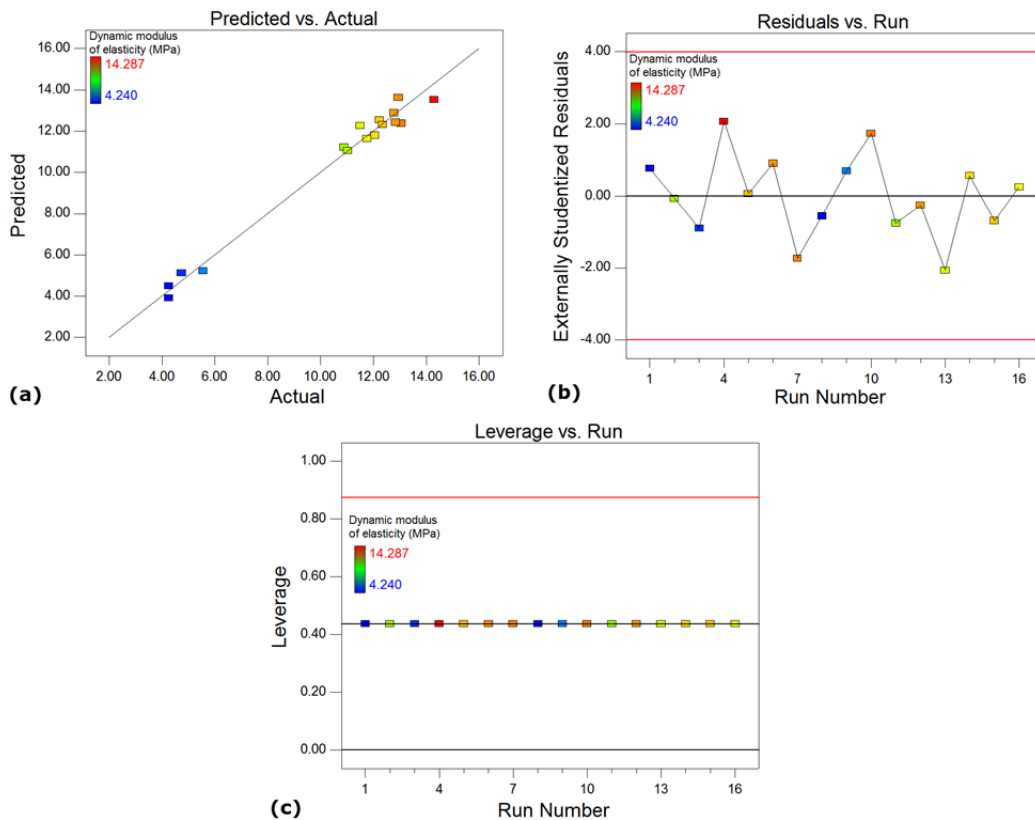 Predicted vs. Actual
Dynamic modulus
of elasticity (MPa)
14.287
4.240
16.00
14.00
12.00
10.00
8.00
6.00
4.00
2.00
Predicted
2.00 4.00 6.00 8.00 10.00 12.00 14.00 16.00
Actual
(a)
Residuals vs. Run
Dynamic modulus
of elasticity (MPa)
14.287
4.240
4.00
2.00
0.00
-2.00
-4.00
Externally Studentized Residuals
1 4 7 10 13 16
Run Number
(b)
Leverage vs. Run
1.00
0.80
0.60
0.40
0.20
0.00
Dynamic modulus
of elasticity (MPa)
14.287
4.240
Leverage
1 4 7 10 13 16
Run Number
(c)